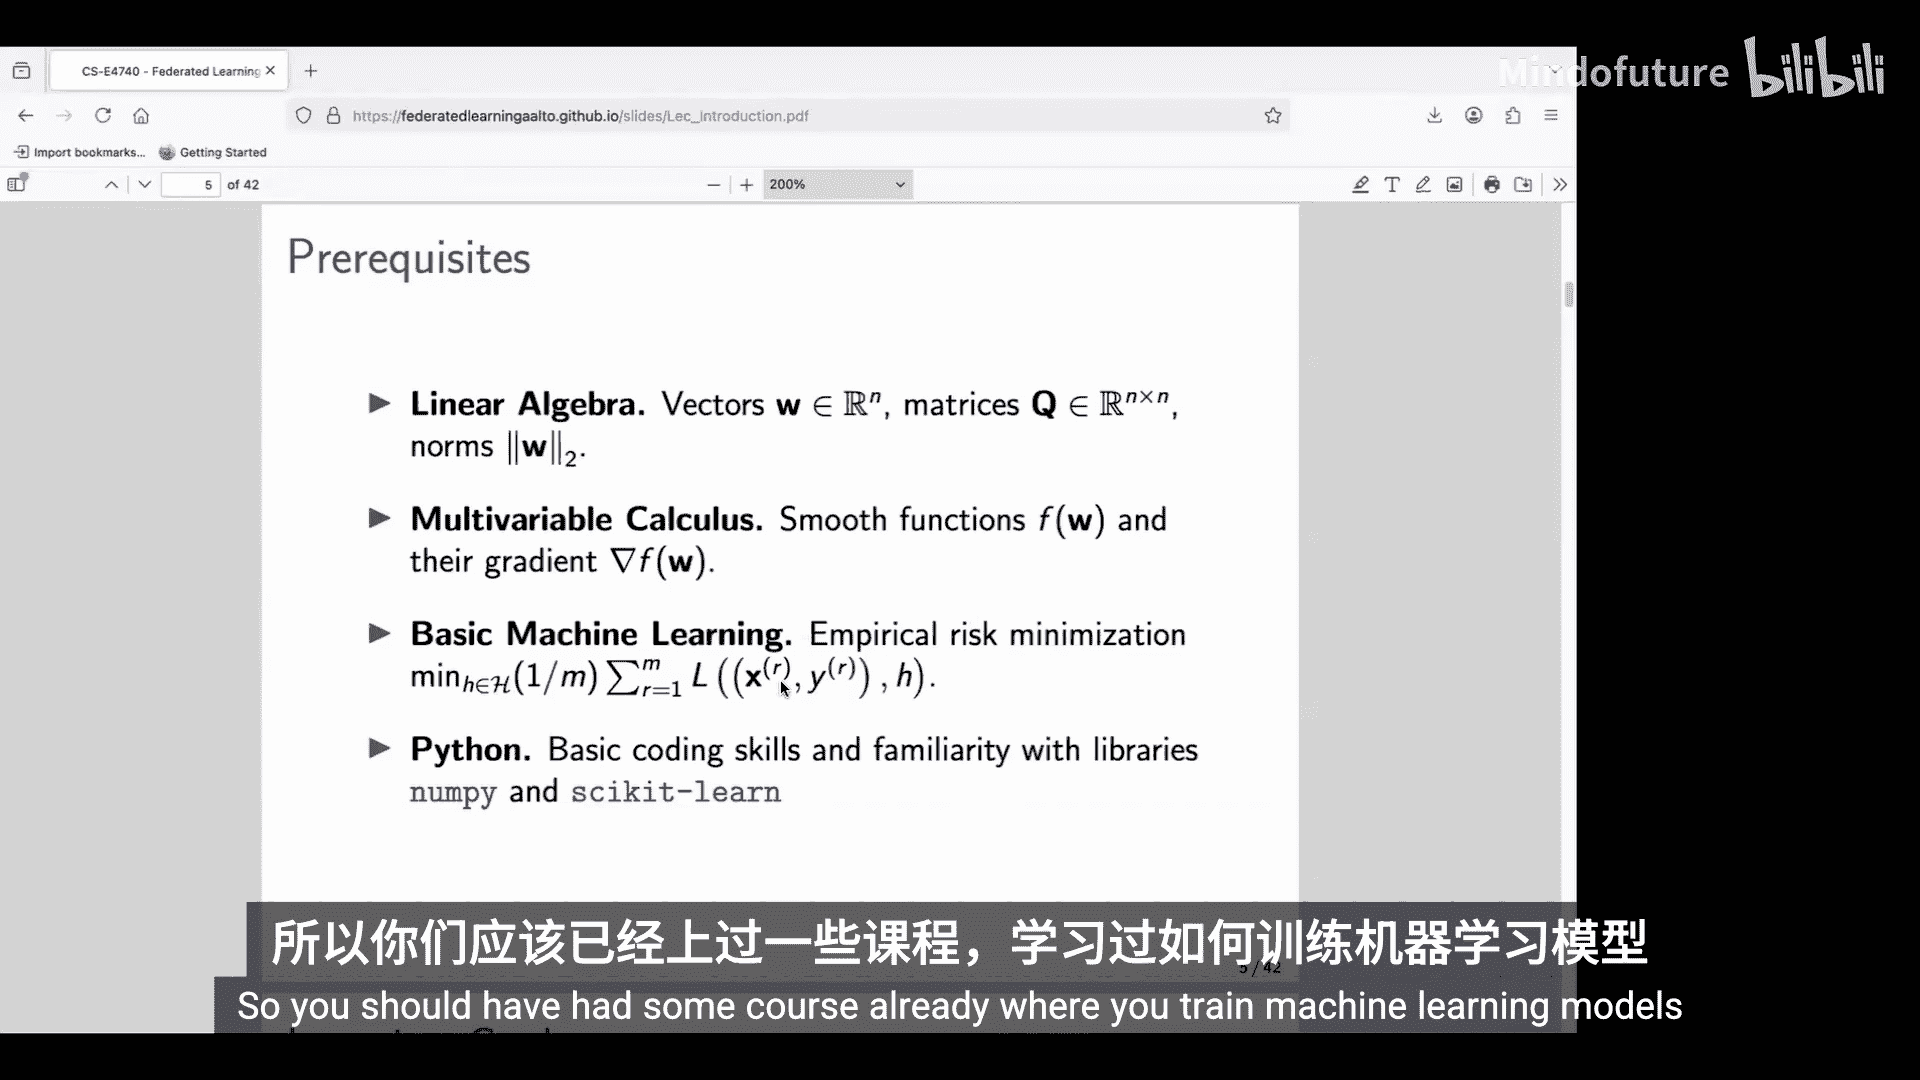 CS-E4740 - Federated Learning
Mindofuture bilibili
https://federatedlearningaalto.github.io/slides/Lec_Introduction.pdf
Import bookmarks... Getting Started
5 of 42 200%
Prerequisites
▶ Linear Algebra. Vectors w ∈ ℝⁿ, matrices Q ∈ ℝⁿˣⁿ,
norms ‖w‖₂.
▶ Multivariable Calculus. Smooth functions f(w) and
their gradient ∇f(w).
▶ Basic Machine Learning. Empirical risk minimization
min_{h∈ℋ}(1/m) ∑_{r=1}^{m} L((x^{(r)}, y^{(r)}), h).
▶ Python. Basic coding skills and familiarity with libraries
numpy and scikit-learn
所以你们应该已经上过一些课程，学习过如何训练机器学习模型
5 / 42
So you should have had some course already where you train machine learning models